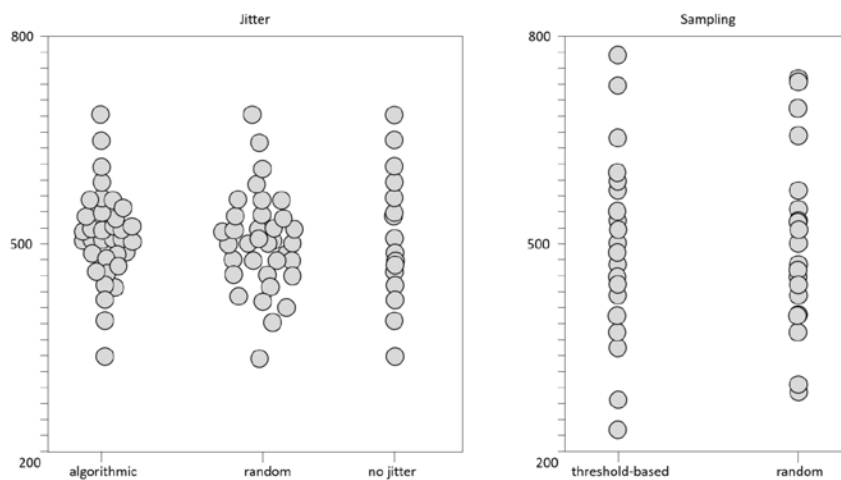 Jitter
Sampling
800
800
500
500
200
200
algorithmic
random
no jitter
threshold-based
random